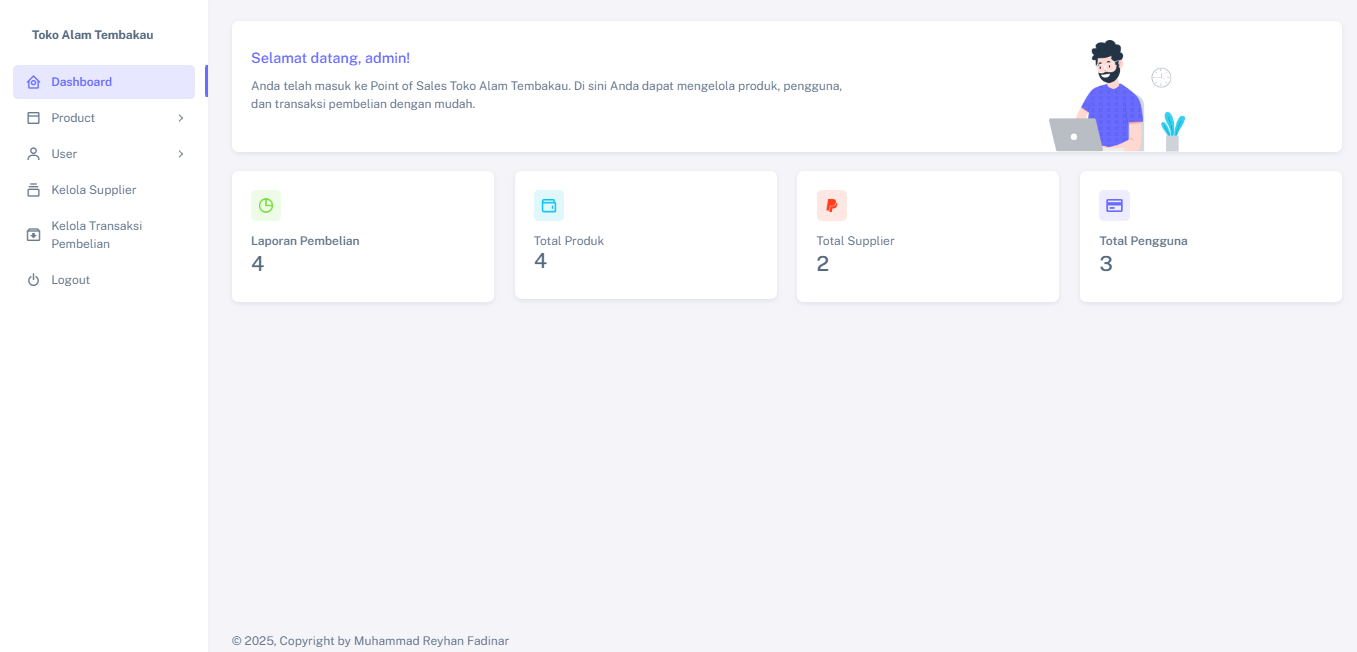 Toko Alam Tembakau
Dashboard
Product
User
Kelola Supplier
Kelola Transaksi
Pembelian
Logout
Selamat datang, admin!
Anda telah masuk ke Point of Sales Toko Alam Tembakau. Di sini Anda dapat mengelola produk, pengguna,
dan transaksi pembelian dengan mudah.
Laporan Pembelian
4
Total Produk
4
Total Supplier
2
Total Pengguna
3
© 2025, Copyright by Muhammad Reyhan Fadinar